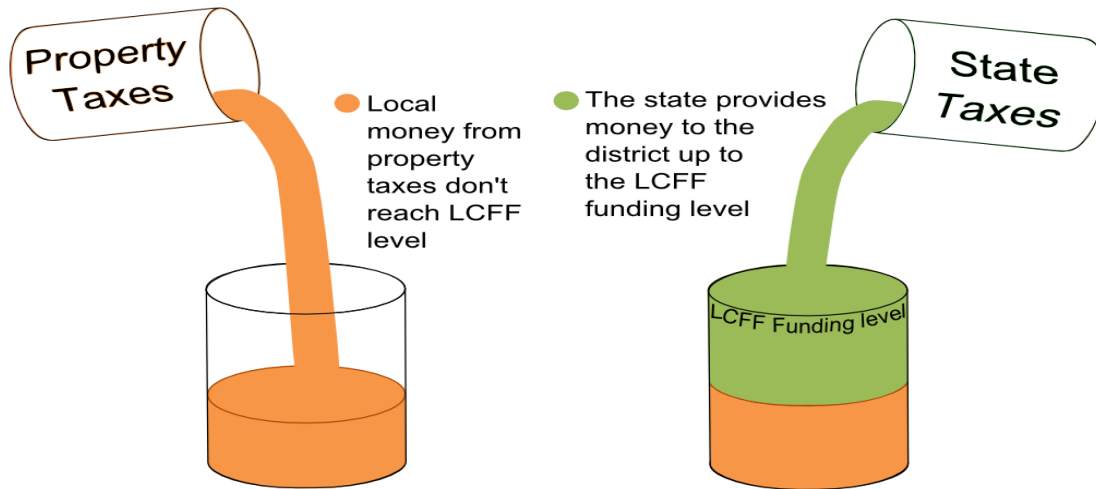 Property
Taxes
Local
money from
property
taxes don't
reach LCFF
level
The state provides
money to the
district up to
the LCFF
funding level
State
Taxes
LCFF Funding level